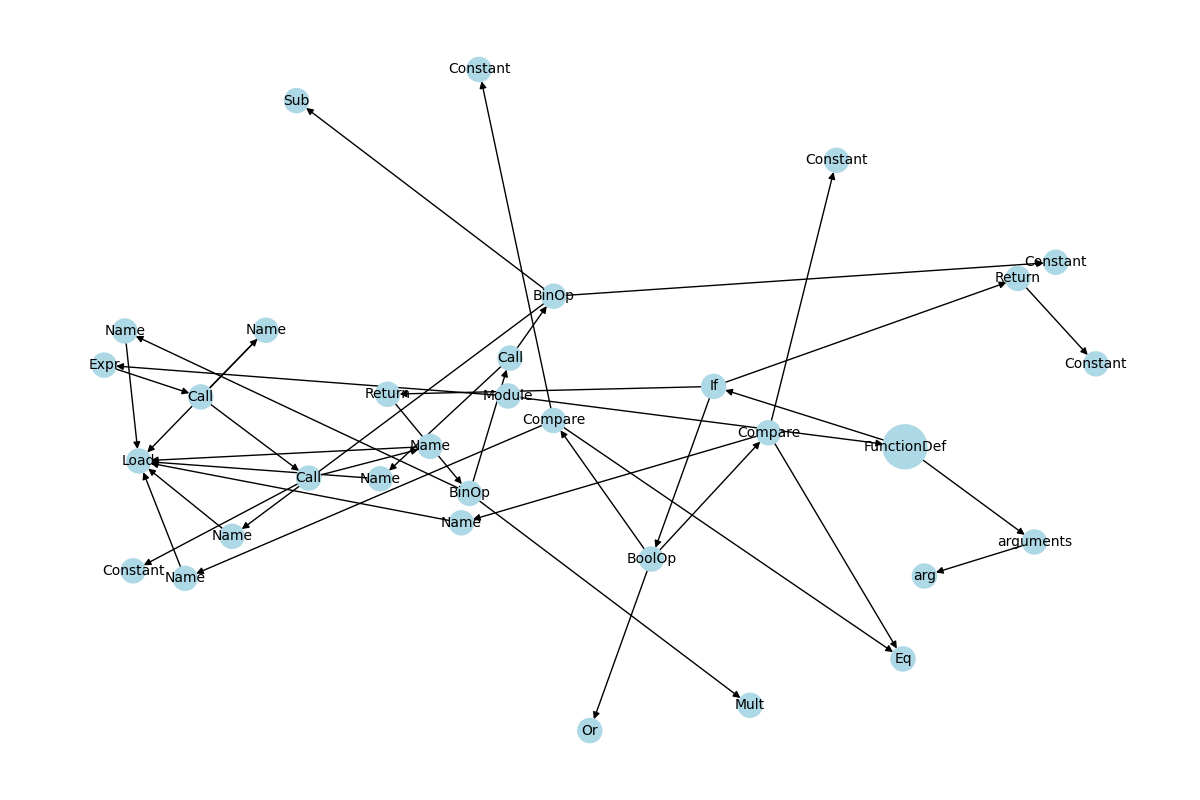 Constant
Sub
Constant
Constant
Return
BinOp
Name
Name
Call
Constant
Expr
If
Return
Module
Call
Compare
Compare
Name
FunctionDef
Load
Call
Name
BinOp
Name
Name
arguments
BoolOp
Constant
Name
arg
Eq
Mult
Or